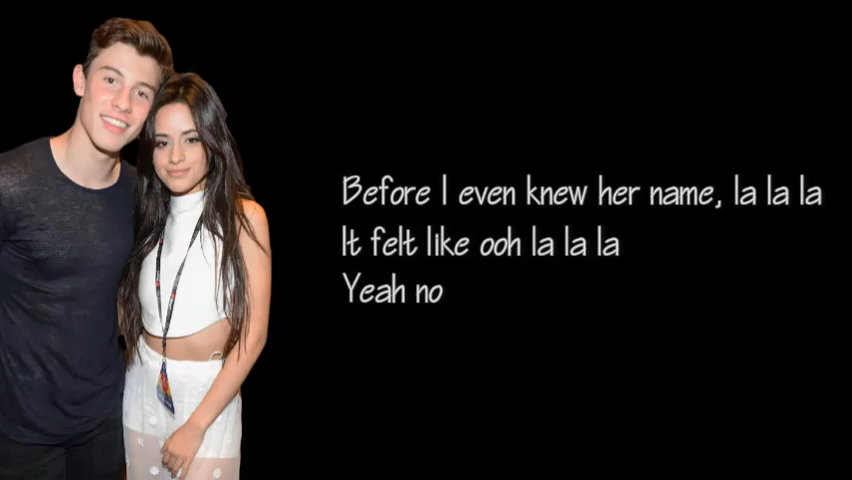 Before I even knew her name, la la la
It felt like ooh la la la
Yeah no